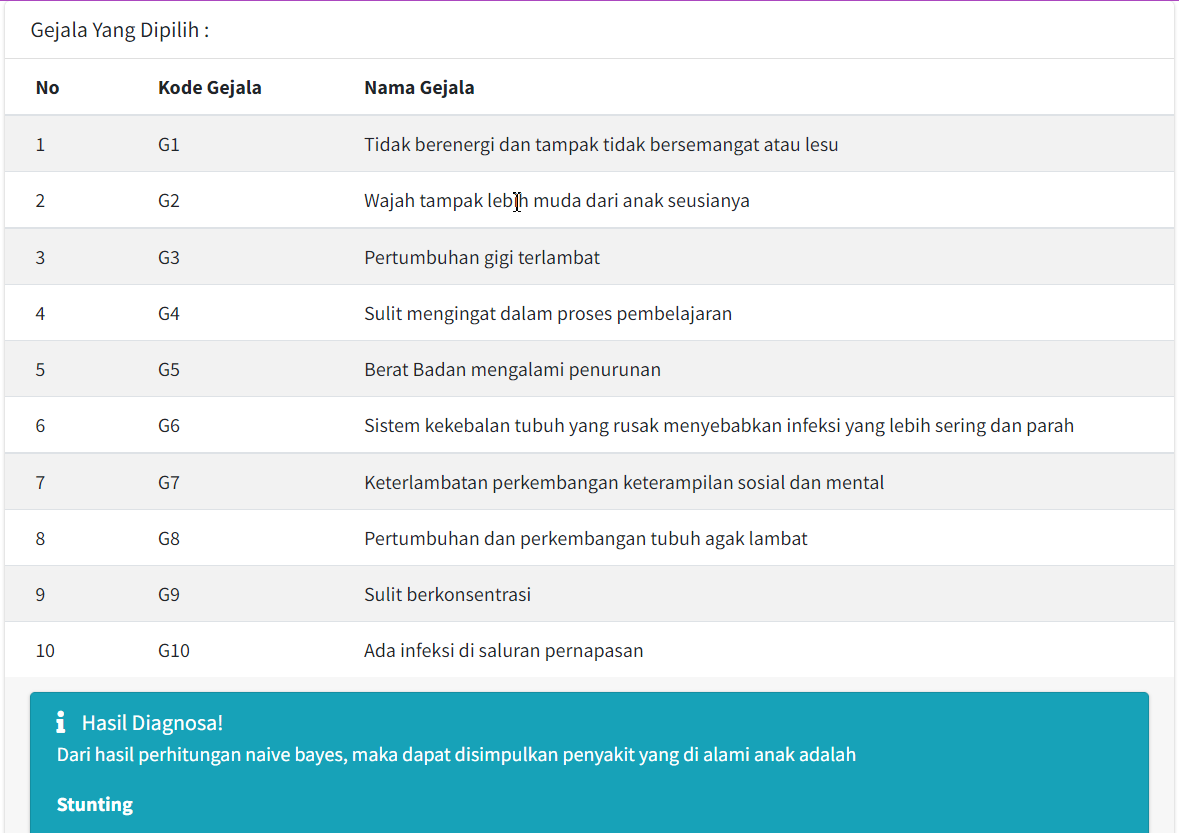 Gejala Yang Dipilih :
No Kode Gejala Nama Gejala
1 G1 Tidak berenergi dan tampak tidak bersemangat atau lesu
2 G2 Wajah tampak lebih muda dari anak seusianya
3 G3 Pertumbuhan gigi terlambat
4 G4 Sulit mengingat dalam proses pembelajaran
5 G5 Berat Badan mengalami penurunan
6 G6 Sistem kekebalan tubuh yang rusak menyebabkan infeksi yang lebih sering dan parah
7 G7 Keterlambatan perkembangan keterampilan sosial dan mental
8 G8 Pertumbuhan dan perkembangan tubuh agak lambat
9 G9 Sulit berkonsentrasi
10 G10 Ada infeksi di saluran pernapasan
Hasil Diagnosa!
Dari hasil perhitungan naive bayes, maka dapat disimpulkan penyakit yang di alami anak adalah
Stunting